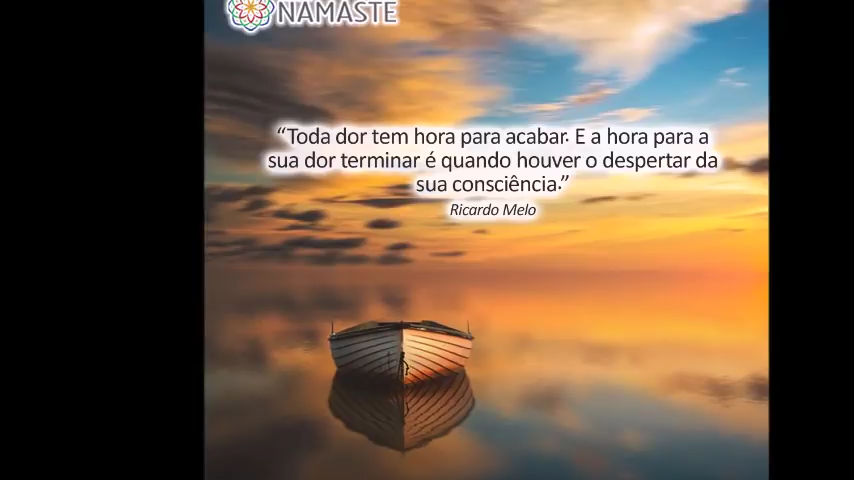 NAMASTE
“Toda dor tem hora para acabar. E a hora para a
sua dor terminar é quando houver o despertar da
sua consciência.”
Ricardo Melo